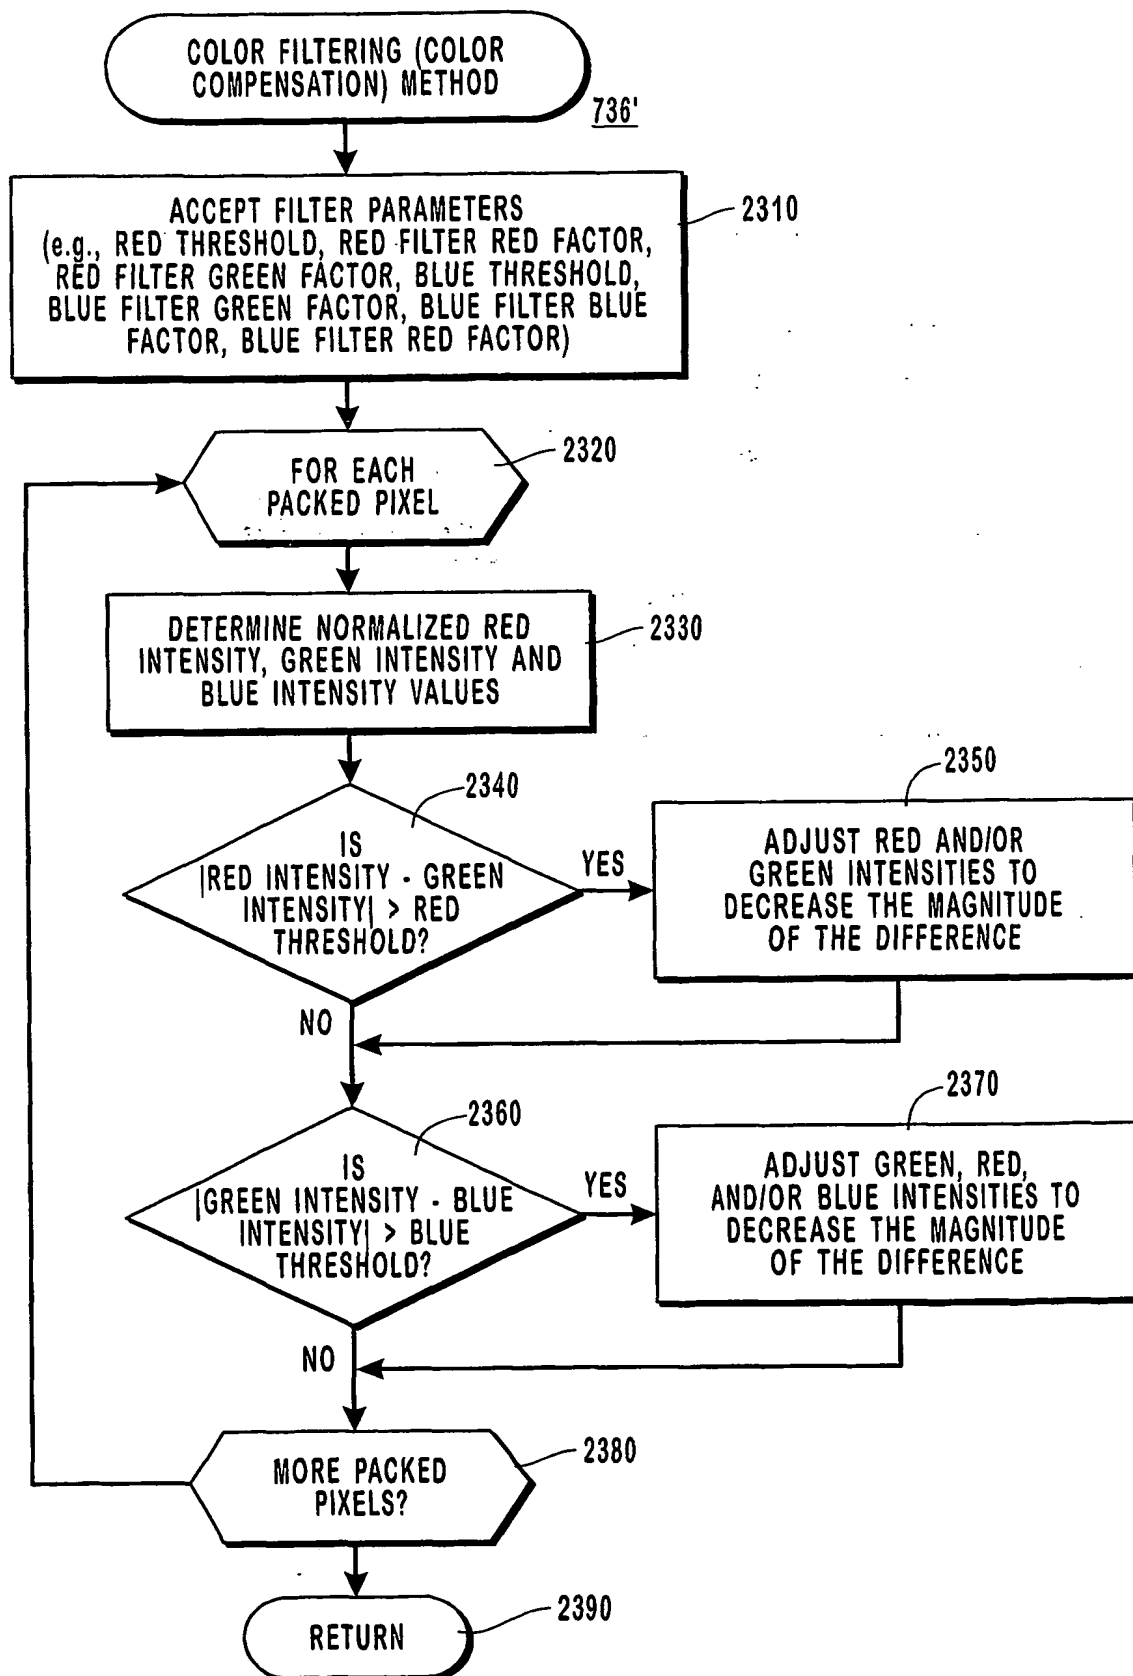 COLOR FILTERING (COLOR
COMPENSATION) METHOD
736'
ACCEPT FILTER PARAMETERS
(e.g., RED THRESHOLD, RED FILTER RED FACTOR,
RED FILTER GREEN FACTOR, BLUE THRESHOLD,
BLUE FILTER GREEN FACTOR, BLUE FILTER BLUE
FACTOR, BLUE FILTER RED FACTOR)
2310
FOR EACH
PACKED PIXEL
2320
DETERMINE NORMALIZED RED
INTENSITY, GREEN INTENSITY AND
BLUE INTENSITY VALUES
2330
IS
|RED INTENSITY - GREEN
INTENSITY| > RED
THRESHOLD?
2340
YES
NO
ADJUST RED AND/OR
GREEN INTENSITIES TO
DECREASE THE MAGNITUDE
OF THE DIFFERENCE
2350
IS
|GREEN INTENSITY - BLUE
INTENSITY| > BLUE
THRESHOLD?
2360
YES
NO
ADJUST GREEN, RED,
AND/OR BLUE INTENSITIES TO
DECREASE THE MAGNITUDE
OF THE DIFFERENCE
2370
MORE PACKED
PIXELS?
2380
RETURN
2390